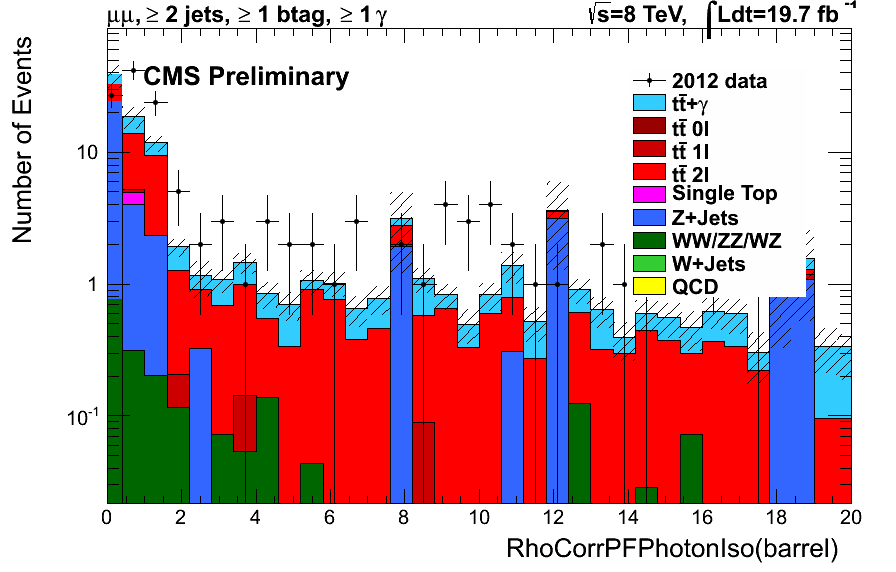 μμ, ≥ 2 jets, ≥ 1 btag, ≥ 1 γ
√s=8 TeV, ∫Ldt=19.7 fb⁻¹
CMS Preliminary
2012 data
tt̄+γ
tt̄ 0l
tt̄ 1l
tt̄ 2l
Single Top
Z+Jets
WW/ZZ/WZ
W+Jets
QCD
Number of Events
10
1
10⁻¹
0 2 4 6 8 10 12 14 16 18 20
RhoCorrPFPhotonIso(barrel)